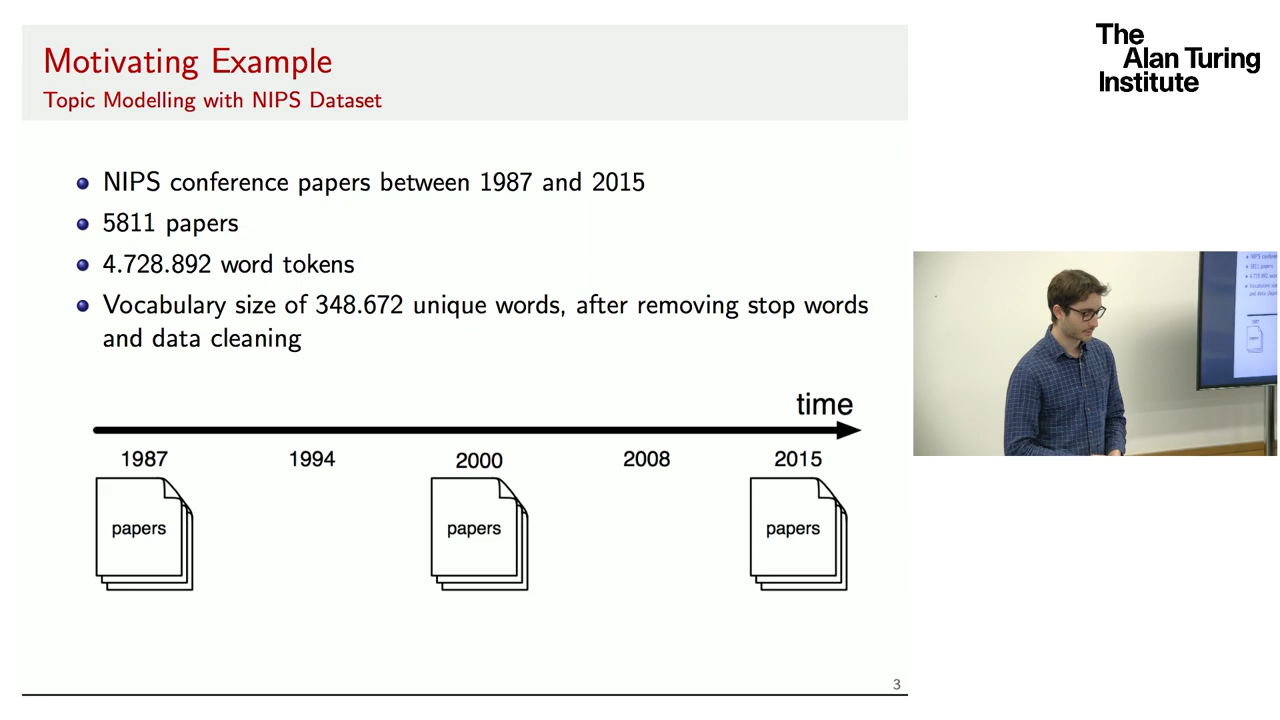 Motivating Example
Topic Modelling with NIPS Dataset
NIPS conference papers between 1987 and 2015
5811 papers
4.728.892 word tokens
Vocabulary size of 348.672 unique words, after removing stop words
and data cleaning
time
1987 1994 2000 2008 2015
papers papers papers
3
The
Alan Turing
Institute